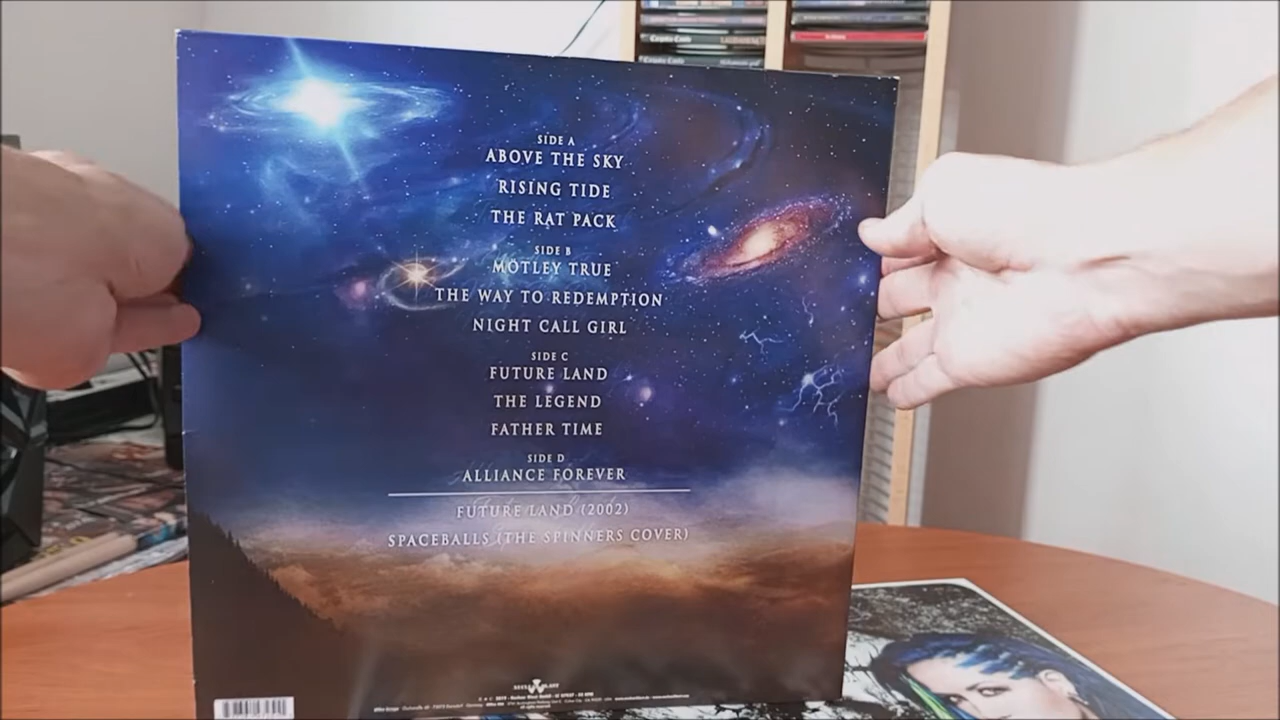 SIDE A
ABOVE THE SKY
RISING TIDE
THE RAT PACK
SIDE B
MÖTLEY TRUE
THE WAY TO REDEMPTION
NIGHT CALL GIRL
SIDE C
FUTURE LAND
THE LEGEND
FATHER TIME
SIDE D
ALLIANCE FOREVER
FUTURE LAND (2002)
SPACEBALLS (THE SPINNERS COVER)